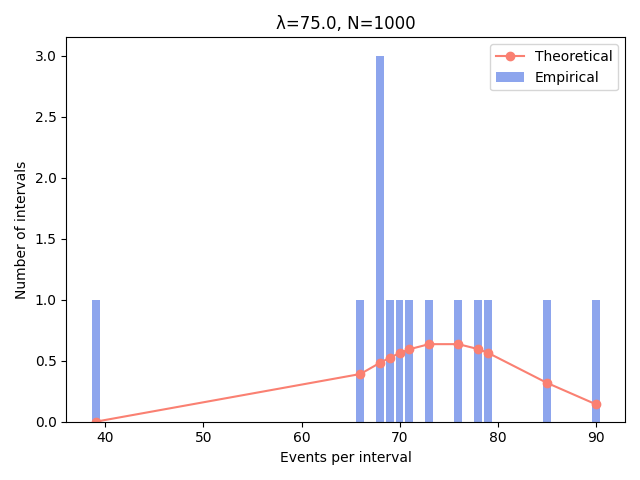 λ=75.0, N=1000
Theoretical
Empirical
3.0
2.5
2.0
1.5
1.0
0.5
0.0
Number of intervals
40
50
60
70
80
90
Events per interval